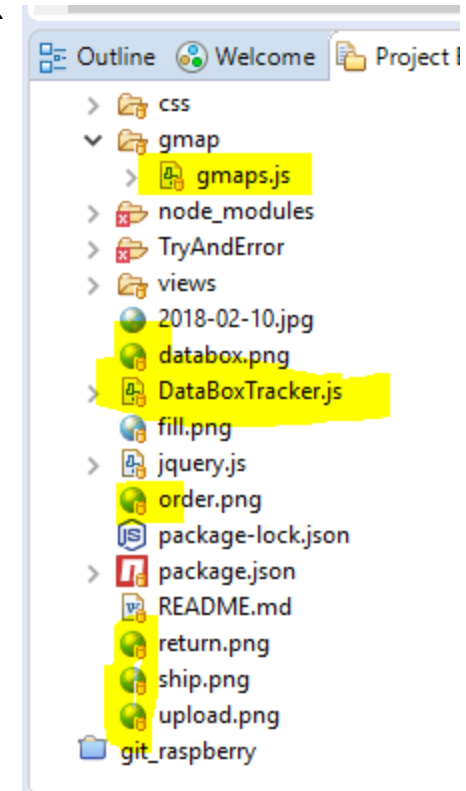 Outline Welcome Project E
css
gmap
gmaps.js
node_modules
TryAndError
views
2018-02-10.jpg
databox.png
DataBoxTracker.js
fill.png
jquery.js
order.png
package-lock.json
package.json
README.md
return.png
ship.png
upload.png
git_raspberry